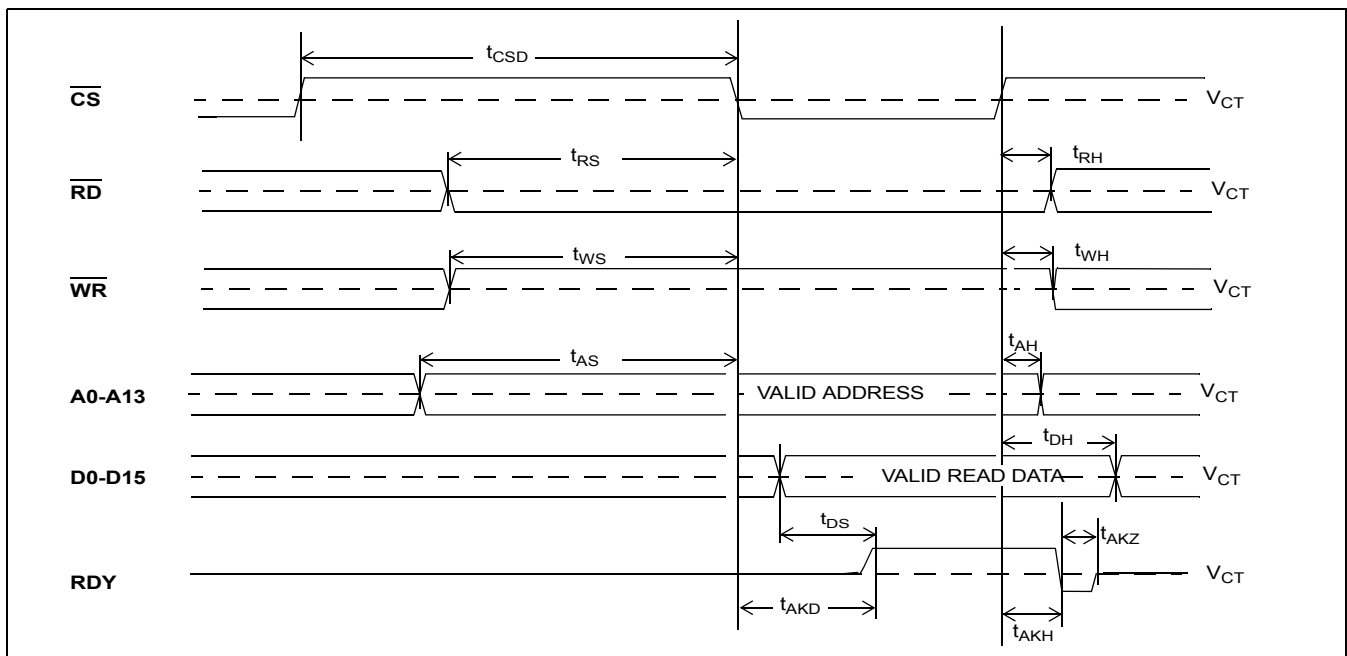 tCSD
CS VCT
tRS tRH
RD VCT
tWS tWH
WR VCT
tAS tAH
A0-A13 VALID ADDRESS VCT
tDH
D0-D15 VALID READ DATA VCT
tDS tAKZ
RDY VCT
tAKD tAKH